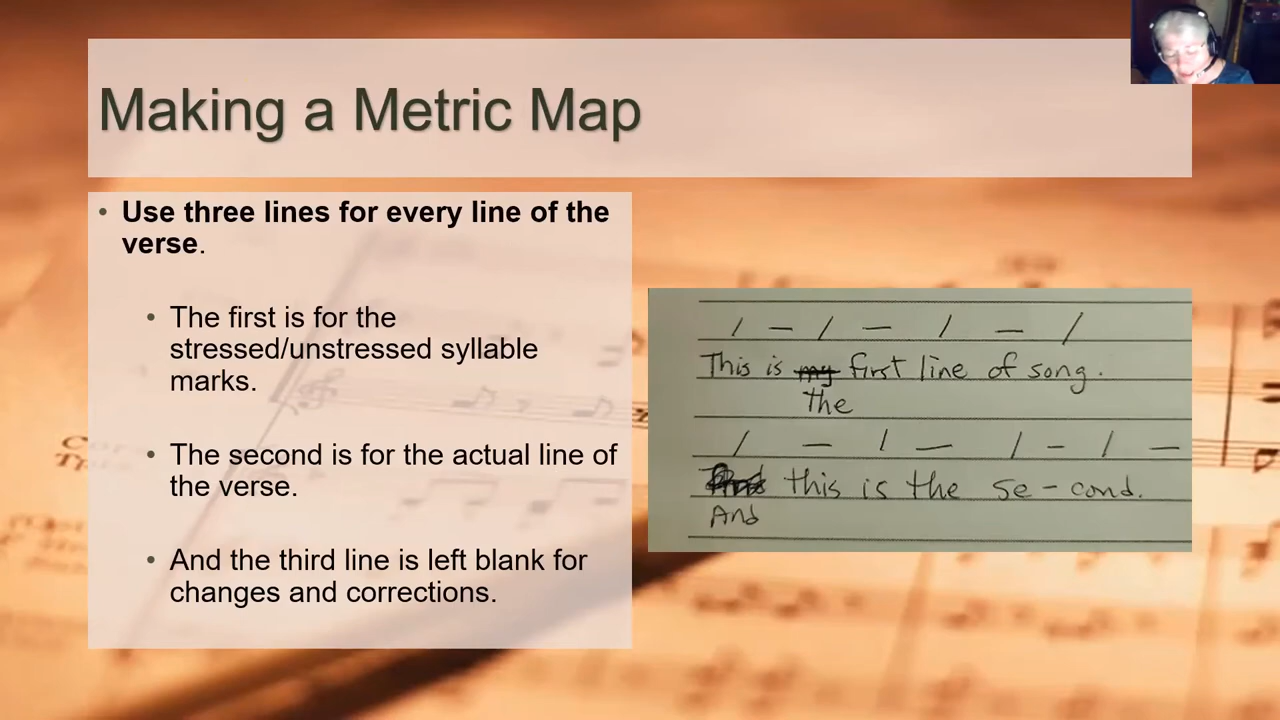 Making a Metric Map
• Use three lines for every line of the
verse.
• The first is for the
stressed/unstressed syllable
marks.
• The second is for the actual line of
the verse.
• And the third line is left blank for
changes and corrections.
/ — / — / — /
This is my first line of song.
The
/ — / — / — / —
this is the se-cond.
And